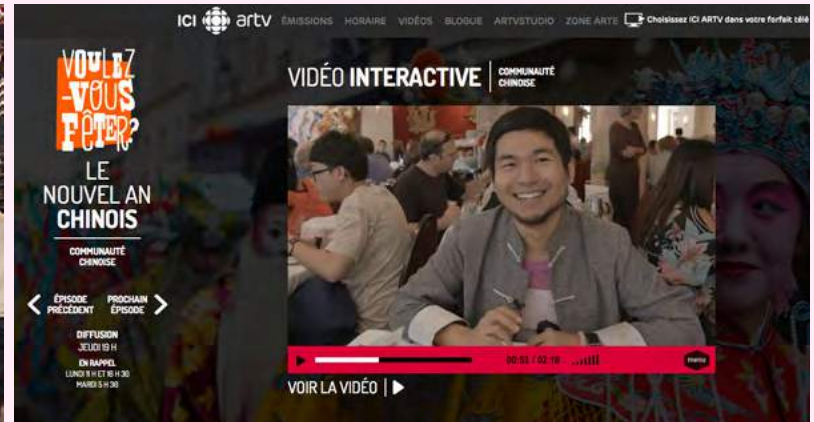 ICI artv ÉMISSIONS HORAIRE VIDÉOS BLOGUE ARTVSTUDIO ZONE ARTE Choisissez ICI ARTV dans votre forfait télé
VOULEZ
-VOUS
FÊTER?
LE
NOUVEL AN
CHINOIS
COMMUNAUTÉ
CHINOISE
ÉPISODE PRÉCÉDENT
PROCHAIN ÉPISODE
DIFFUSION
JEUDI 19 H
EN RAPPEL
LUNDI 11 H ET 16 H 30
MARDI 5 H 30
VIDÉO INTERACTIVE
COMMUNAUTÉ
CHINOISE
00:53 / 02:18
menu
VOIR LA VIDÉO